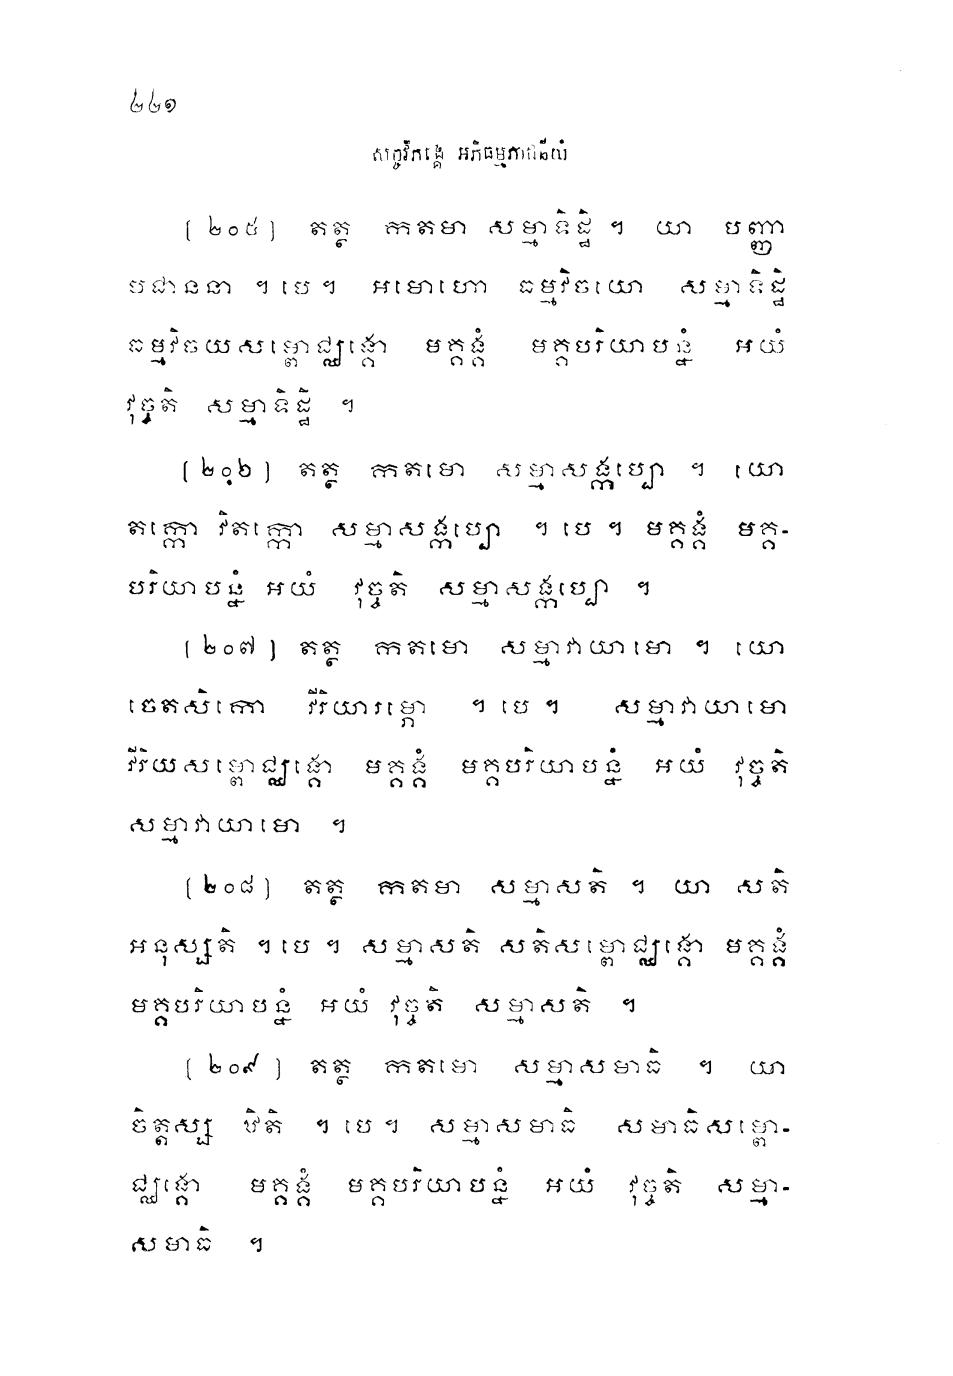 ៤៤១
សច្ចវិភង្គេ អភិធម្មភាជនីយំ
[២០៥] តត្ថ កតមា សម្មាទិដ្ឋិ ។ យា បញ្ញា
បជាននា ។ បេ ។ អមោហោ ធម្មវិចយោ សម្មាទិដ្ឋិ
ធម្មវិចយសម្ពោជ្ឈង្គោ មគ្គង្គំ មគ្គបរិយាបន្នំ អយំ
វុច្ចតិ សម្មាទិដ្ឋិ ។
[២០៦] តត្ថ កតមោ សម្មាសង្កប្បោ ។ យោ
តក្កោ វិតក្កោ សម្មាសង្កប្បោ ។ បេ ។ មគ្គង្គំ មគ្គ-
បរិយាបន្នំ អយំ វុច្ចតិ សម្មាសង្កប្បោ ។
[២០៧] តត្ថ កតមោ សម្មាវាយាមោ ។ យោ
ចេតសិកោ វីរិយារម្ភោ ។ បេ ។ សម្មាវាយាមោ
វីរិយសម្ពោជ្ឈង្គោ មគ្គង្គំ មគ្គបរិយាបន្នំ អយំ វុច្ចតិ
សម្មាវាយាមោ ។
[២០៨] តត្ថ កតមា សម្មាសតិ ។ យា សតិ
អនុស្សតិ ។ បេ ។ សម្មាសតិ សតិសម្ពោជ្ឈង្គោ មគ្គង្គំ
មគ្គបរិយាបន្នំ អយំ វុច្ចតិ សម្មាសតិ ។
[២០៩] តត្ថ កតមោ សម្មាសមាធិ ។ យា
ចិត្តស្ស ឋិតិ ។ បេ ។ សម្មាសមាធិ សមាធិសម្ពោ-
ជ្ឈង្គោ មគ្គង្គំ មគ្គបរិយាបន្នំ អយំ វុច្ចតិ សម្មា-
សមាធិ ។